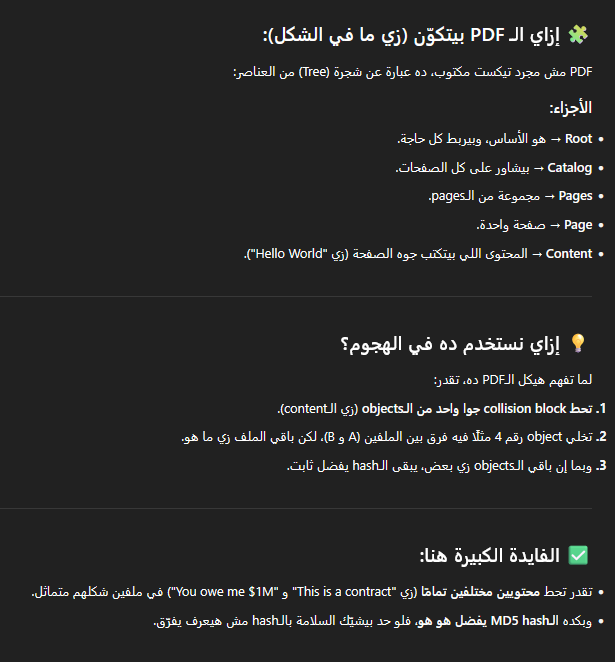 🧩 إزاي الـ PDF بيتكوّن (زي ما في الشكل):
PDF مش مجرد تيكست مكتوب، ده عبارة عن شجرة (Tree) من العناصر:
الأجزاء:
• Root → هو الأساس، وبيربط كل حاجة.
• Catalog → بيشاور على كل الصفحات.
• Pages → مجموعة من الـpages.
• Page → صفحة واحدة.
• Content → المحتوى اللي بيتكتب جوه الصفحة (زي "Hello World").
💡 إزاي نستخدم ده في الهجوم؟
لما تفهم هيكل الـPDF ده، تقدر:
1. تحط collision block جوا واحد من الـobjects (زي الـcontent).
2. تخلي object رقم 4 مثلًا فيه فرق بين الملفين (A و B)، لكن باقي الملف زي ما هو.
3. وبما إن باقي الـobjects زي بعض، يبقى الـhash يفضل ثابت.
✅ الفايدة الكبيرة هنا:
• تقدر تحط محتويين مختلفين تمامًا (زي "This is a contract" و "You owe me $1M") في ملفين شكلهم متماثل.
• وبكده الـMD5 hash يفضل هو هو، فلو حد بيشيّك السلامة بالـhash مش هيعرف يفرّق.